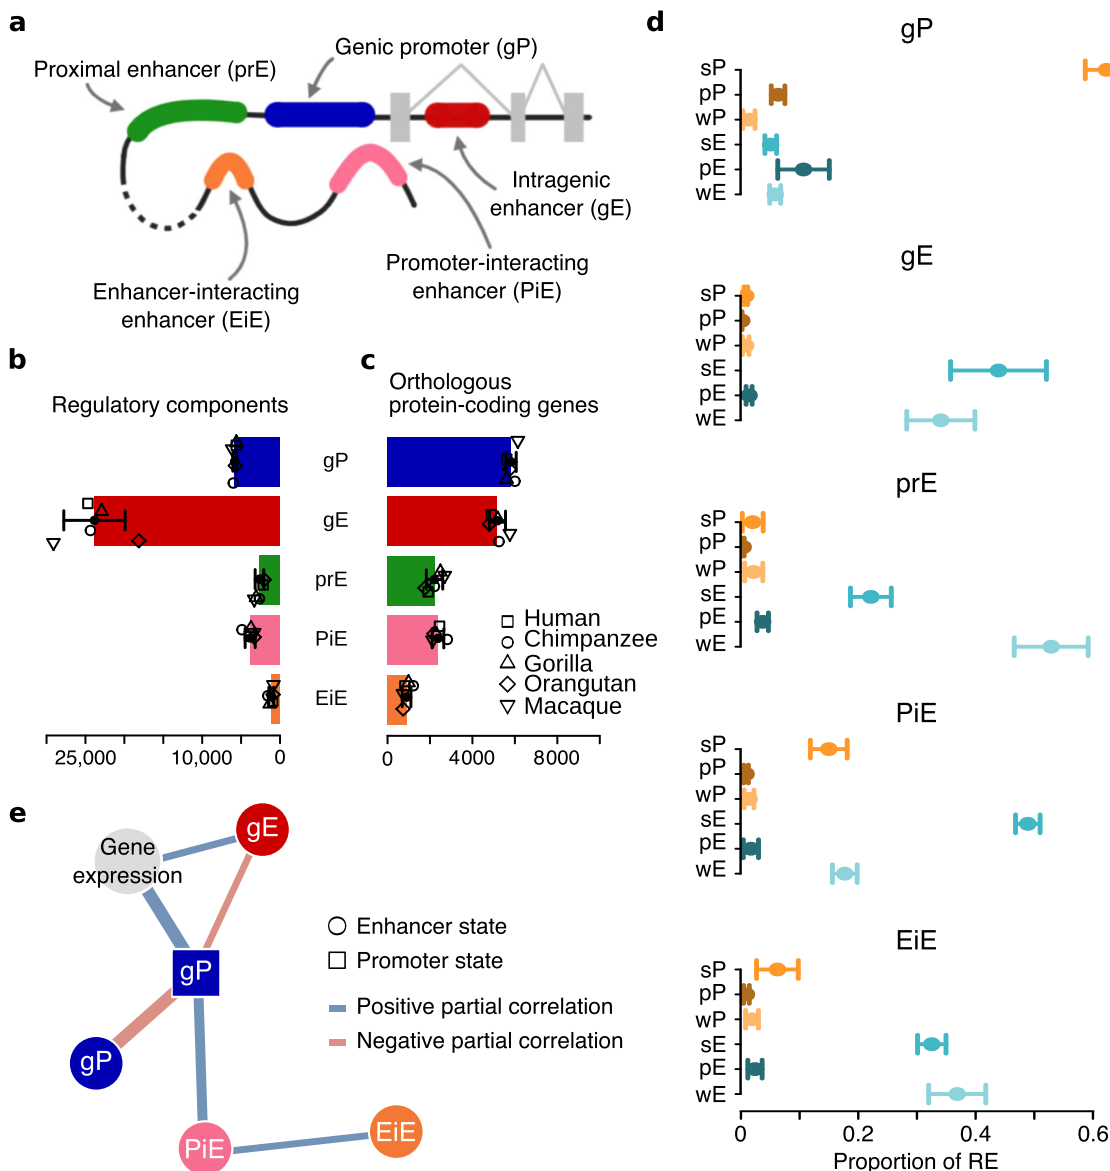 a
Genic promoter (gP)
Proximal enhancer (prE)
Intragenic
enhancer (gE)
Promoter-interacting
enhancer (PiE)
Enhancer-interacting
enhancer (EiE)
b
Regulatory components
c
Orthologous
protein-coding genes
gP
gE
prE
PiE
EiE
Human
Chimpanzee
Gorilla
Orangutan
Macaque
25,000
10,000
0
0
4000
8000
d
gP
sP
pP
wP
sE
pE
wE
gE
sP
pP
wP
sE
pE
wE
prE
sP
pP
wP
sE
pE
wE
PiE
sP
pP
wP
sE
pE
wE
EiE
sP
pP
wP
sE
pE
wE
0
0.2
0.4
0.6
Proportion of RE
e
Gene
expression
gE
gP
gP
PiE
EiE
Enhancer state
Promoter state
Positive partial correlation
Negative partial correlation